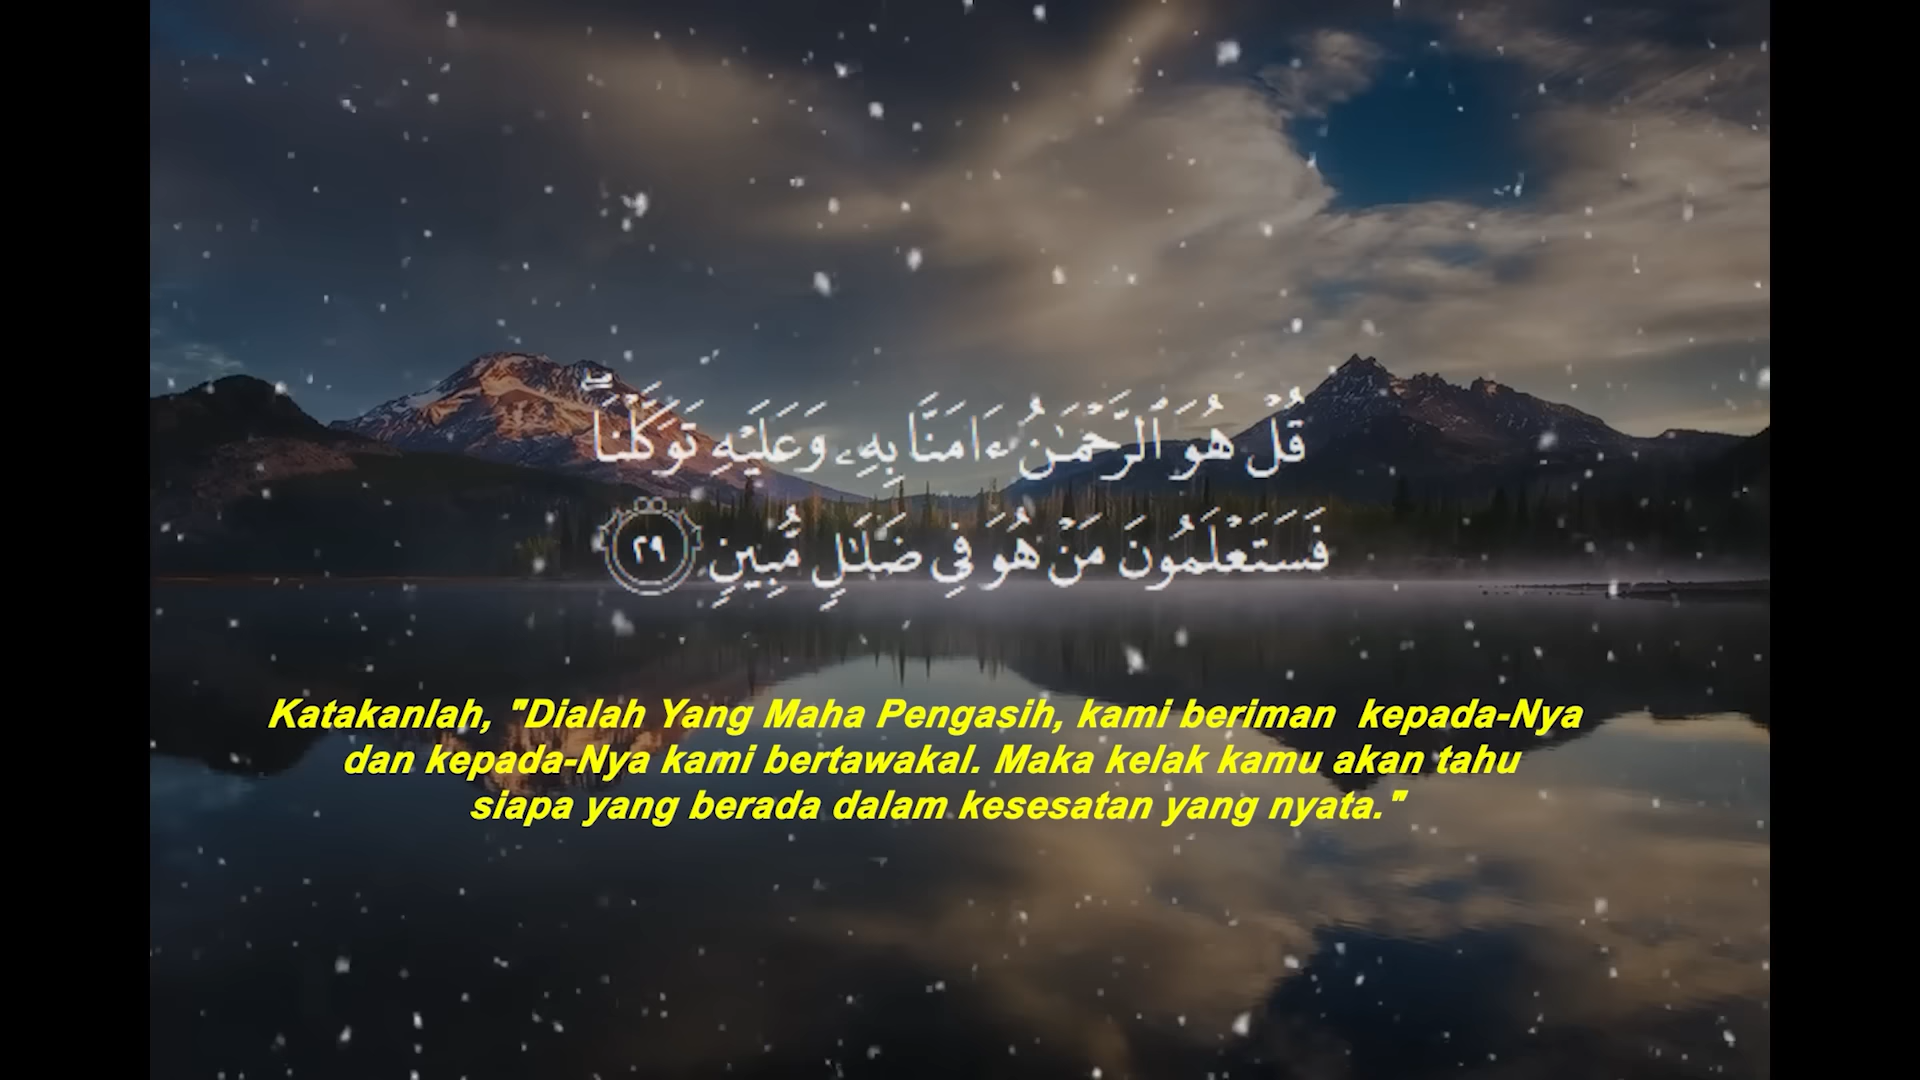 قُلْ هُوَ ٱلرَّحْمَـٰنُ ءَامَنَّا بِهِۦ وَعَلَيْهِ تَوَكَّلْنَا ۖ
فَسَتَعْلَمُونَ مَنْ هُوَ فِى ضَلَـٰلٍ مُّبِينٍ ٢٩
Katakanlah, "Dialah Yang Maha Pengasih, kami beriman  kepada-Nya
dan kepada-Nya kami bertawakal. Maka kelak kamu akan tahu
siapa yang berada dalam kesesatan yang nyata."